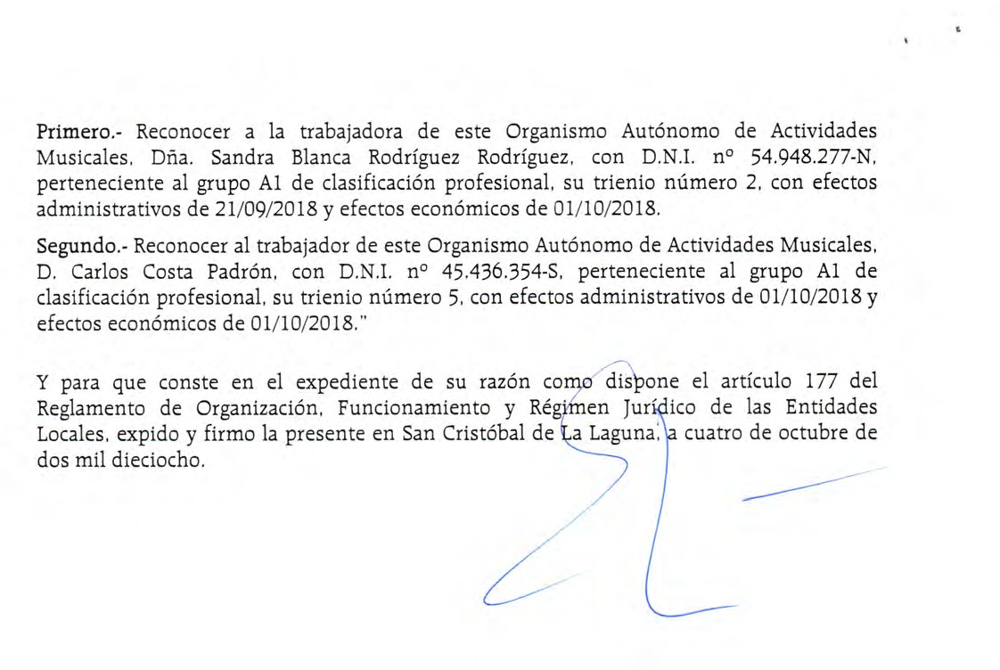 Primero.- Reconocer a la trabajadora de este Organismo Autónomo de Actividades
Musicales, Dña. Sandra Blanca Rodríguez Rodríguez, con D.N.I. nº 54.948.277-N,
perteneciente al grupo A1 de clasificación profesional, su trienio número 2, con efectos
administrativos de 21/09/2018 y efectos económicos de 01/10/2018.
Segundo.- Reconocer al trabajador de este Organismo Autónomo de Actividades Musicales,
D. Carlos Costa Padrón, con D.N.I. nº 45.436.354-S, perteneciente al grupo A1 de
clasificación profesional, su trienio número 5, con efectos administrativos de 01/10/2018 y
efectos económicos de 01/10/2018."
Y para que conste en el expediente de su razón como dispone el artículo 177 del
Reglamento de Organización, Funcionamiento y Régimen Jurídico de las Entidades
Locales, expido y firmo la presente en San Cristóbal de La Laguna, a cuatro de octubre de
dos mil dieciocho.